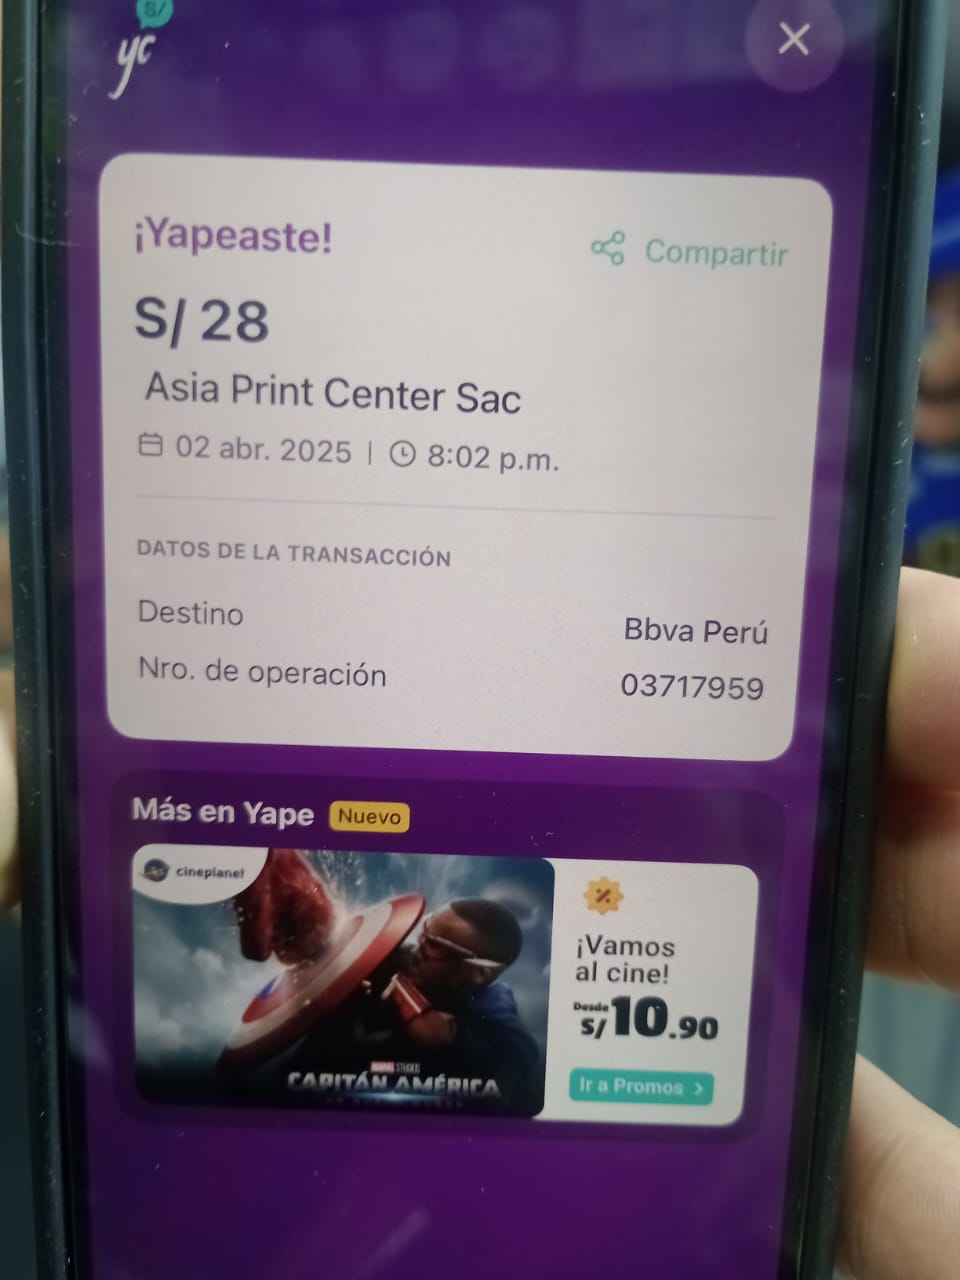 S/
¡Yapeaste!
Compartir
S/ 28
Asia Print Center Sac
02 abr. 2025 | 8:02 p.m.
DATOS DE LA TRANSACCIÓN
Destino
Bbva Perú
Nro. de operación
03717959
Más en Yape
Nuevo
cineplanet
¡Vamos
al cine!
Desde
S/10.90
MARVEL STUDIOS
CAPITÁN AMÉRICA
Ir a Promos >